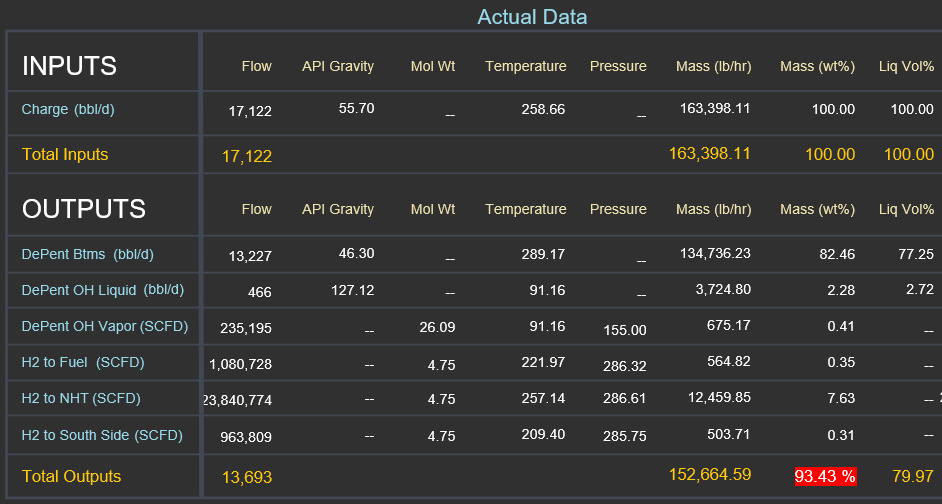 Actual Data
INPUTS Flow API Gravity Mol Wt Temperature Pressure Mass (lb/hr) Mass (wt%) Liq Vol%
Charge (bbl/d) 17,122 55.70 -- 258.66 -- 163,398.11 100.00 100.00
Total Inputs 17,122 163,398.11 100.00 100.00
OUTPUTS Flow API Gravity Mol Wt Temperature Pressure Mass (lb/hr) Mass (wt%) Liq Vol%
DePent Btms (bbl/d) 13,227 46.30 -- 289.17 -- 134,736.23 82.46 77.25
DePent OH Liquid (bbl/d) 466 127.12 -- 91.16 -- 3,724.80 2.28 2.72
DePent OH Vapor (SCFD) 235,195 -- 26.09 91.16 155.00 675.17 0.41 --
H2 to Fuel (SCFD) 1,080,728 -- 4.75 221.97 286.32 564.82 0.35 --
H2 to NHT (SCFD) 23,840,774 -- 4.75 257.14 286.61 12,459.85 7.63 --
H2 to South Side (SCFD) 963,809 -- 4.75 209.40 285.75 503.71 0.31 --
Total Outputs 13,693 152,664.59 93.43 % 79.97